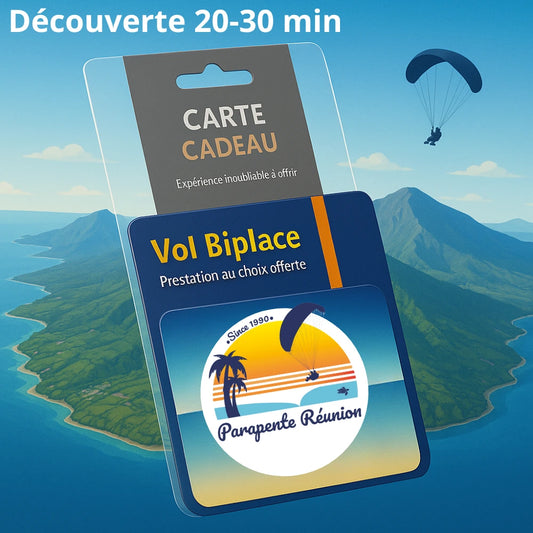 Découverte 20-30 min
CARTE
CADEAU
Expérience inoubliable à offrir
Vol Biplace
Prestation au choix offerte
•Since 1990•
Parapente Réunion